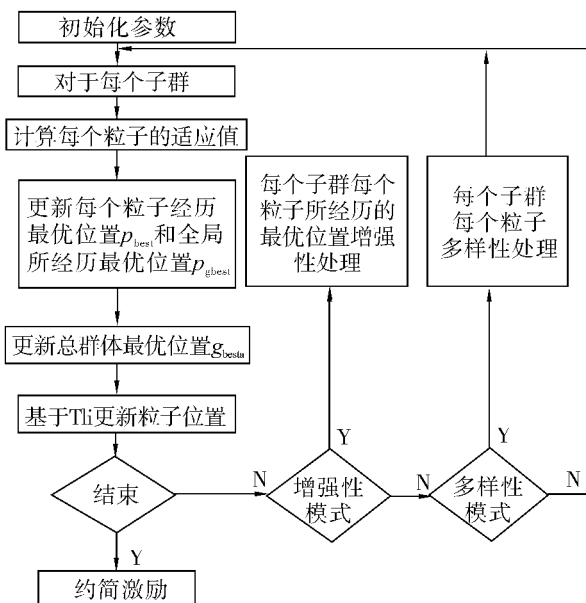 初始化参数
对于每个子群
计算每个粒子的适应值
更新每个粒子经历
最优位置p_best和全局
所经历最优位置p_gbest
更新总群体最优位置g_besta
基于Tli更新粒子位置
结束
N
Y
约简激励
每个子群每个
粒子所经历的
最优位置增强
性处理
Y
增强性
模式
N
每个子群
每个粒子
多样性处理
Y
多样性
模式
N